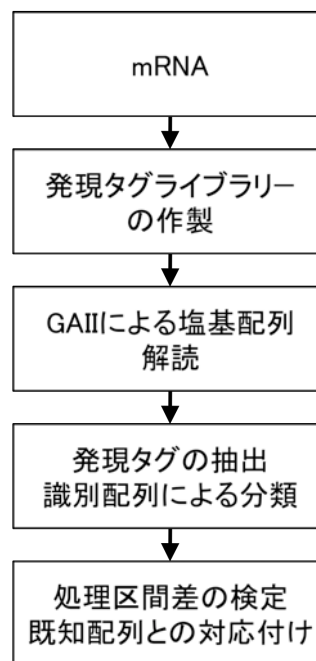 mRNA
発現タグライブラリー
の作製
GAIIによる塩基配列
解読
発現タグの抽出
識別配列による分類
処理区間差の検定
既知配列との対応付け